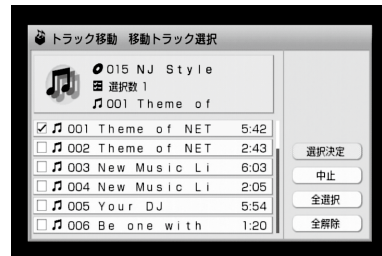 トラック移動 移動トラック選択
015 NJ Style
選択数 1
001 Theme of
001 Theme of NET 5:42
002 Theme of NET 2:43
003 New Music Li 6:03
004 New Music Li 2:05
005 Your DJ 5:54
006 Be one with 1:20
選択決定
中止
全選択
全解除